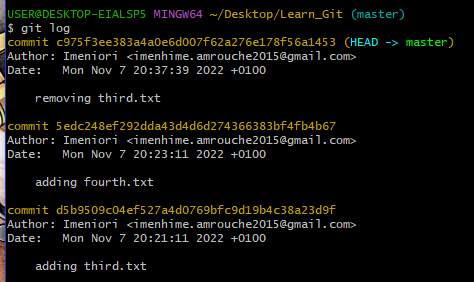 USER@DESKTOP-EIALSP5 MINGW64 ~/Desktop/Learn_Git (master)
$ git log
commit c975f3ee383a4a0e6d007f62a276e178f56a1453 (HEAD -> master)
Author: Imeniori <imenhime.amrouche2015@gmail.com>
Date:   Mon Nov 7 20:37:39 2022 +0100
    removing third.txt
commit 5edc248ef292dda43d4d6d274366383bf4fb4b67
Author: Imeniori <imenhime.amrouche2015@gmail.com>
Date:   Mon Nov 7 20:23:11 2022 +0100
    adding fourth.txt
commit d5b9509c04ef527a4d0769bfc9d19b4c38a23d9f
Author: Imeniori <imenhime.amrouche2015@gmail.com>
Date:   Mon Nov 7 20:21:11 2022 +0100
    adding third.txt